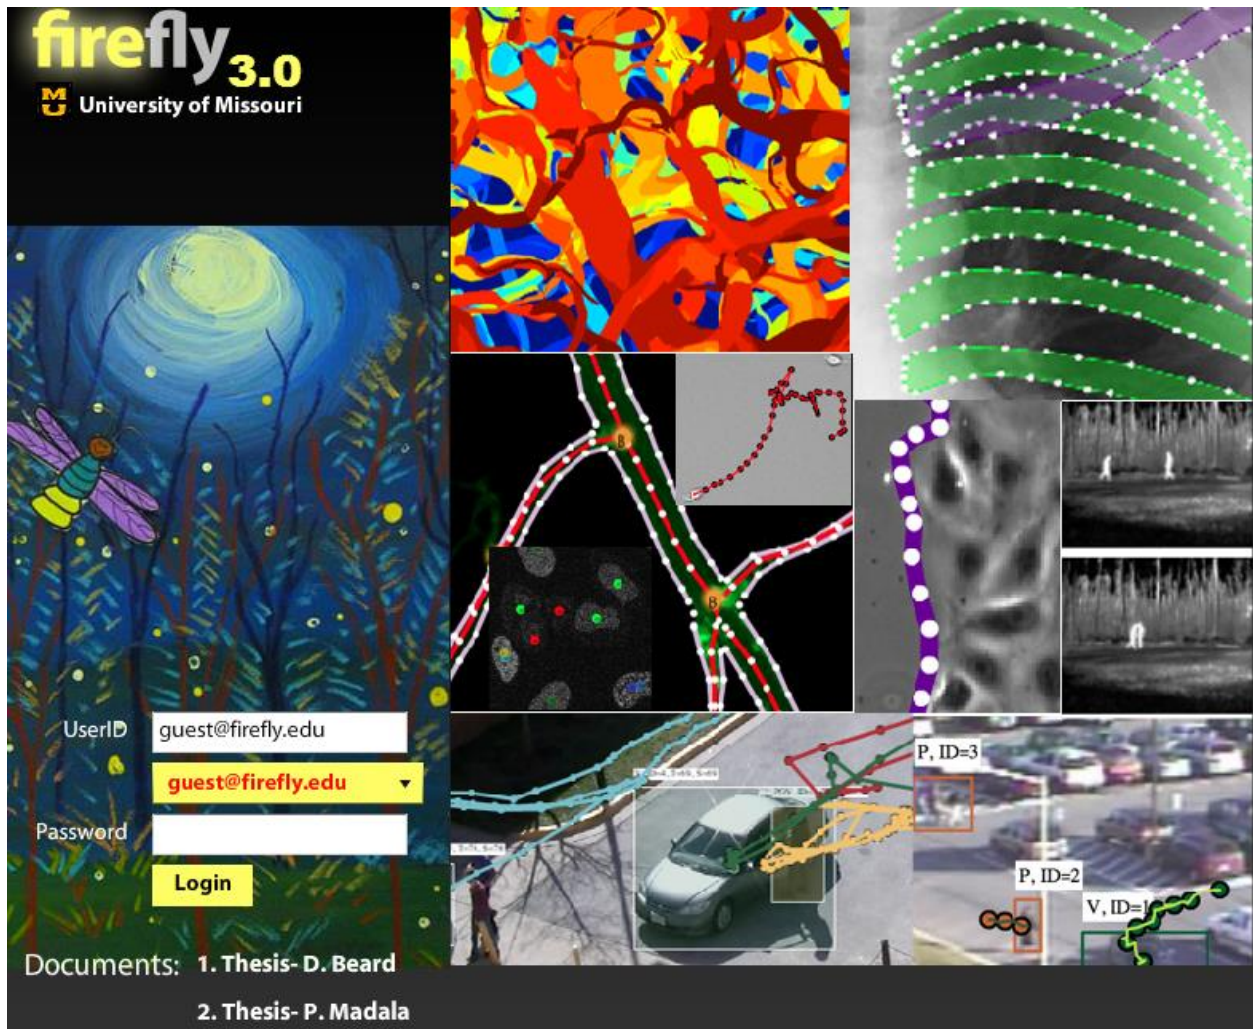 firefly 3.0
MU
University of Missouri
UserID guest@firefly.edu
guest@firefly.edu
Password
Login
Documents: 1. Thesis- D. Beard
2. Thesis- P. Madala
B
B
P, ID=3
P, ID=2
V, ID=1